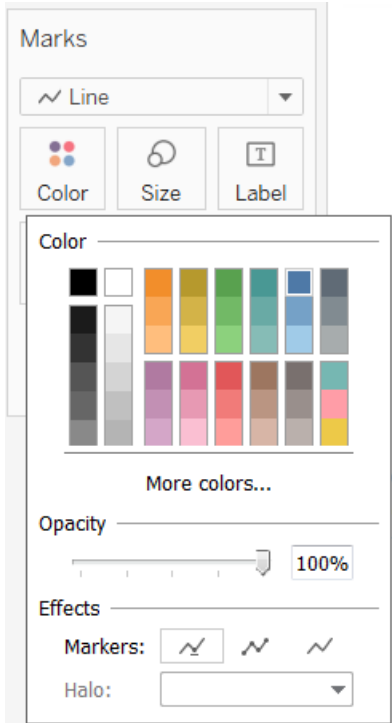 Marks
Line
Color Size Label
T
Color
More colors...
Opacity
100%
Effects
Markers:
Halo: